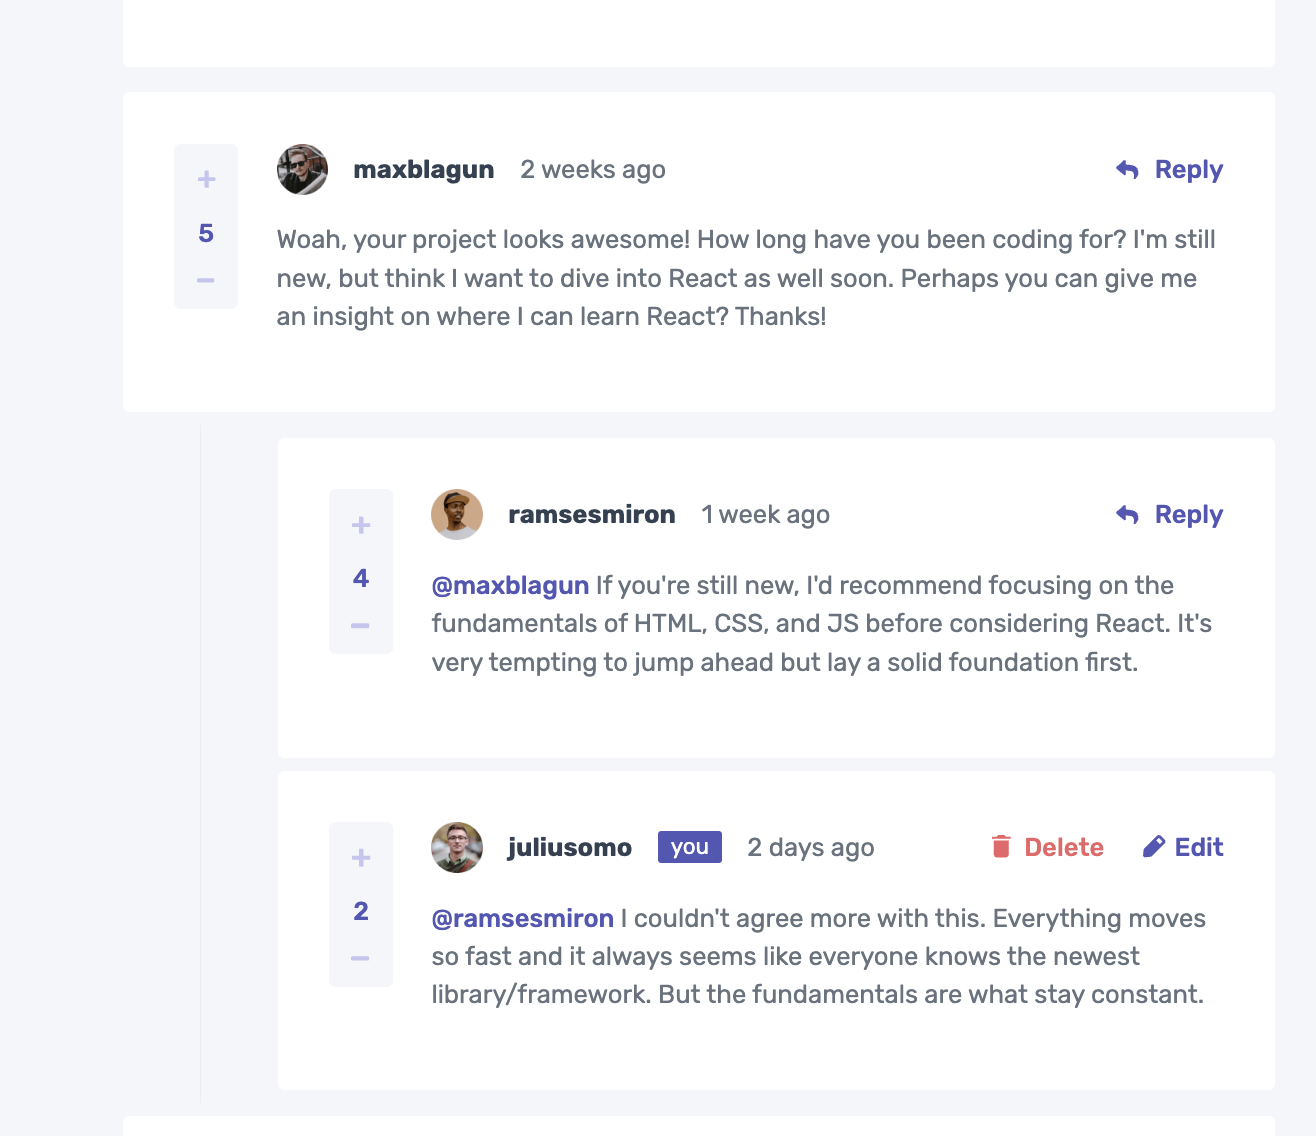 maxblagun 2 weeks ago Reply
+
5
−
Woah, your project looks awesome! How long have you been coding for? I'm still
new, but think I want to dive into React as well soon. Perhaps you can give me
an insight on where I can learn React? Thanks!
ramsesmiron 1 week ago Reply
+
4
−
@maxblagun If you're still new, I'd recommend focusing on the
fundamentals of HTML, CSS, and JS before considering React. It's
very tempting to jump ahead but lay a solid foundation first.
juliusomo you 2 days ago Delete Edit
+
2
−
@ramsesmiron I couldn't agree more with this. Everything moves
so fast and it always seems like everyone knows the newest
library/framework. But the fundamentals are what stay constant.